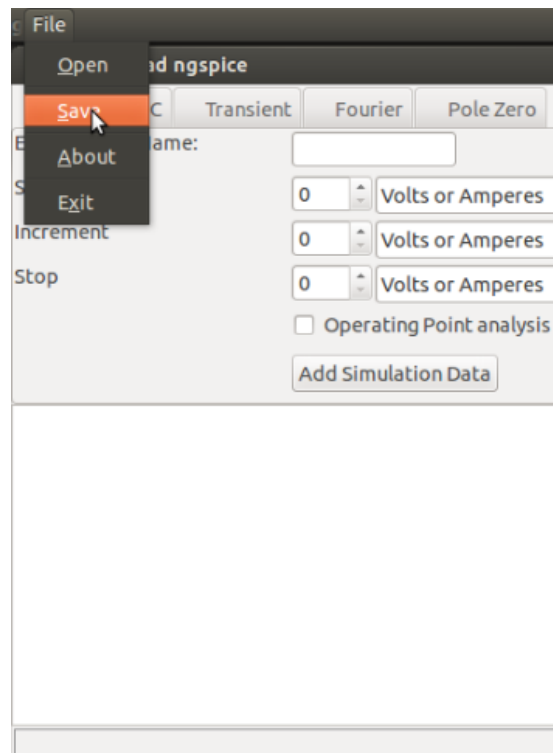 File
Open
ad ngspice
Save
C
Transient
Fourier
Pole Zero
About
ame:
Exit
0
Volts or Amperes
Increment
0
Volts or Amperes
Stop
0
Volts or Amperes
Operating Point analysis
Add Simulation Data